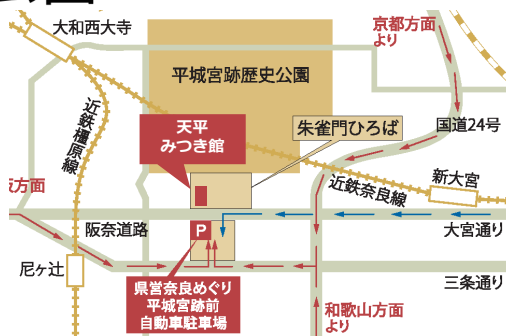 大和西大寺
京都方面
より
平城宮跡歴史公園
天平
みつき館
朱雀門ひろば
国道24号
近鉄橿原線
方面
近鉄奈良線
新大宮
阪奈道路
P
大宮通り
尼ヶ辻
三条通り
県営奈良めぐり
平城宮跡前
自動車駐車場
和歌山方面
より